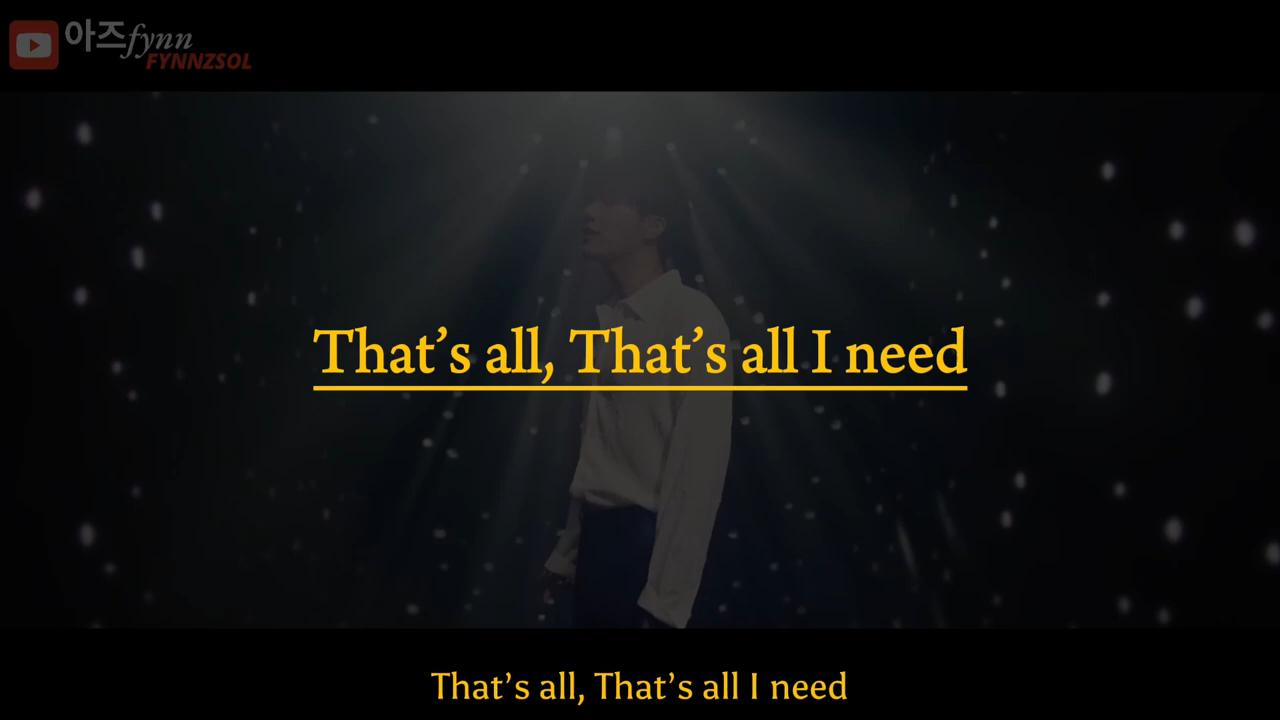 아즈fynn
FYNNZSOL
That’s all, That’s all I need
That’s all, That’s all I need